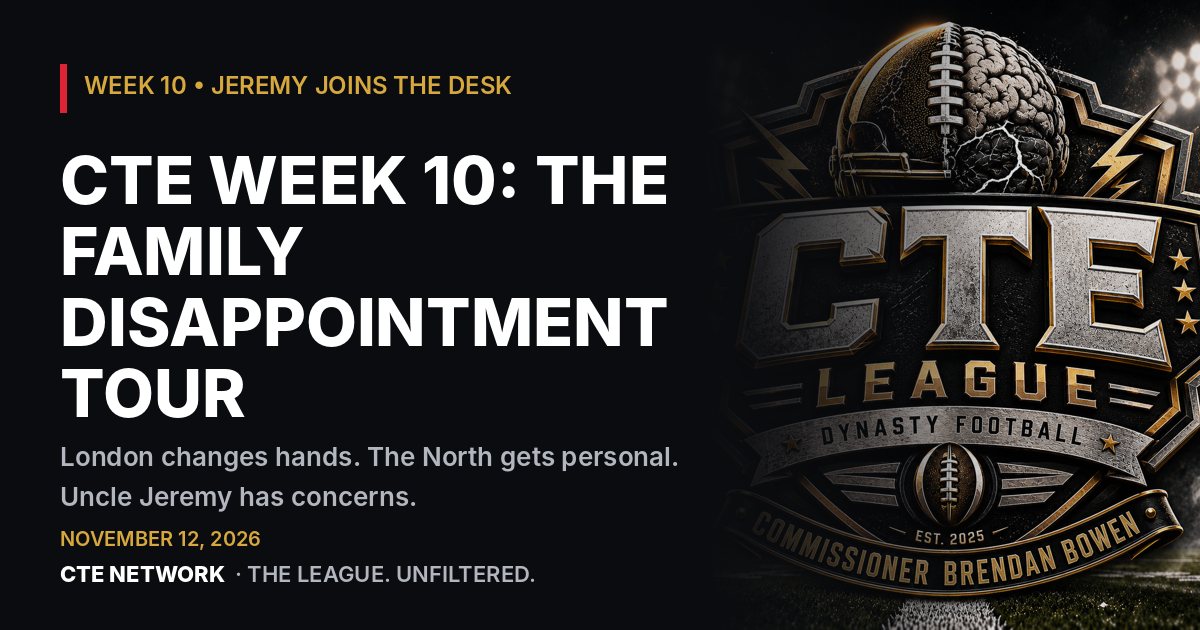 WEEK 10 • JEREMY JOINS THE DESK
CTE WEEK 10: THE
FAMILY
DISAPPOINTMENT
TOUR
London changes hands. The North gets personal.
Uncle Jeremy has concerns.
NOVEMBER 12, 2026
CTE NETWORK · THE LEAGUE. UNFILTERED.
CTE
LEAGUE
DYNASTY FOOTBALL
EST. 2025
COMMISSIONER BRENDAN BOWEN